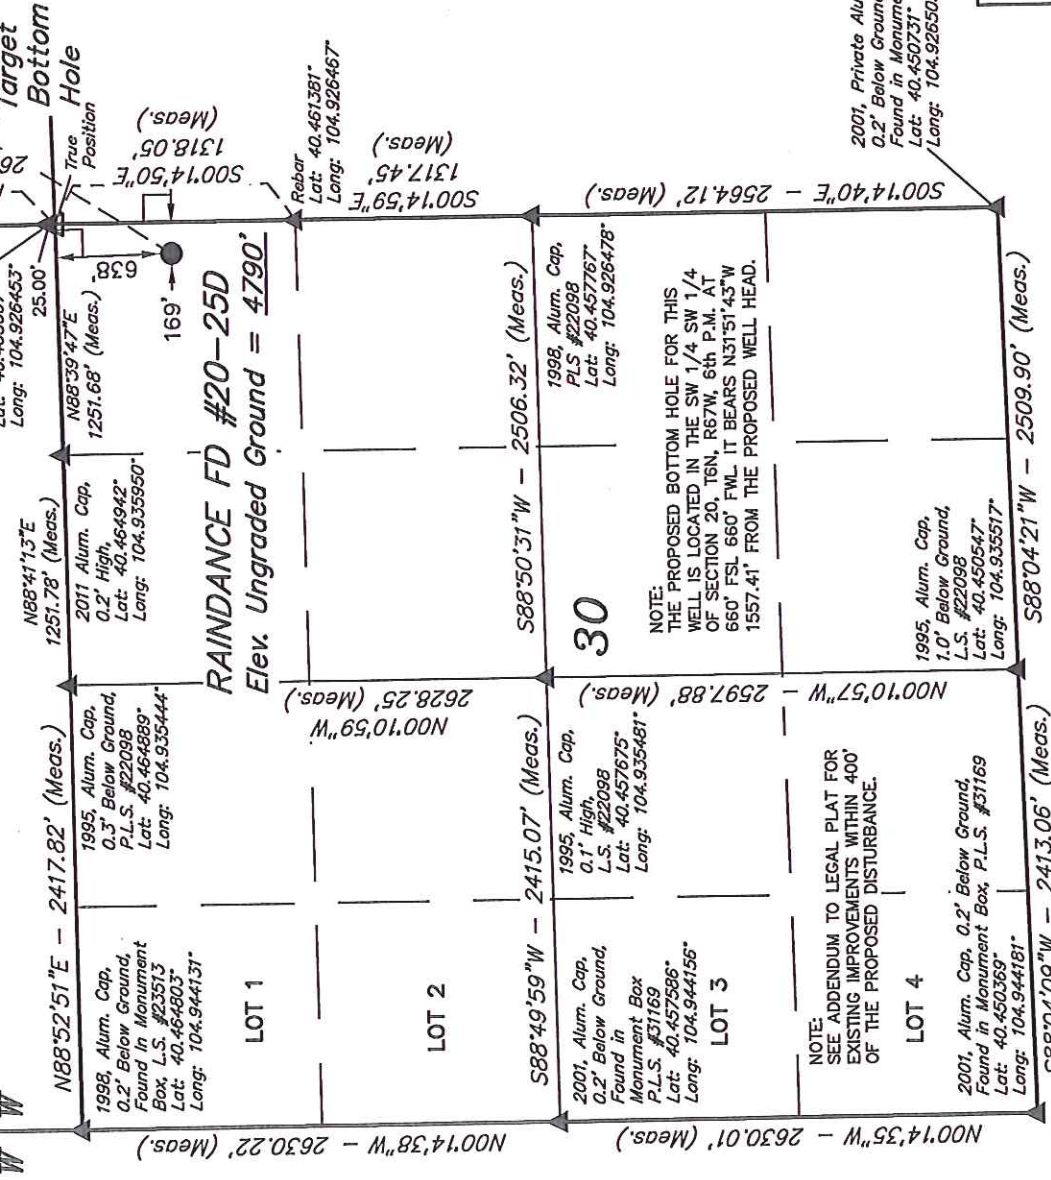 Target
Bottom
Hole
26
True
Position
Long: 104.926453°
25.00'
N88°39'47"E
1251.68' (Meas.)
638'
169'
S00°14'50"E
1318.05'
(Meas.)
Rebar
Lat: 40.461381°
Long: 104.926467°
S00°14'59"E
1317.45'
(Meas.)
S00°14'40"E - 2564.12' (Meas.)
2001, Private Alu
0.2' Below Ground
Found in Monume
Lat: 40.450731°
Long: 104.92650
N88°41'13"E
1251.78' (Meas.)
2011 Alum. Cap,
0.2' High,
Lat: 40.464942°
Long: 104.935950°
RAINDANCE FD #20-25D
Elev. Ungraded Ground = 4790'
N88°52'51"E - 2417.82' (Meas.)
1995, Alum. Cap,
0.3' Below Ground,
P.L.S. #22098
Lat: 40.464889°
Long: 104.935444°
1998, Alum. Cap,
0.2' Below Ground,
Found in Monument
Box, L.S. #23513
Lat: 40.464803°
Long: 104.944131°
LOT 1
LOT 2
N00°14'38"W - 2630.22' (Meas.)
N00°10'59"W
2628.25' (Meas.)
S88°50'31"W - 2506.32' (Meas.)
1998, Alum. Cap,
PLS #22098
Lat: 40.457767°
Long: 104.926478°
30
NOTE:
THE PROPOSED BOTTOM HOLE FOR THIS
WELL IS LOCATED IN THE SW 1/4 SW 1/4
OF SECTION 20, T6N, R67W, 6th P.M. AT
660' FSL 660' FWL. IT BEARS N31°51'43"W
1557.41' FROM THE PROPOSED WELL HEAD.
S88°49'59"W - 2415.07' (Meas.)
1995, Alum. Cap,
0.1' High,
L.S. #22098
Lat: 40.457675°
Long: 104.935481°
2001, Alum. Cap,
0.2' Below Ground,
Found in
Monument Box
P.L.S. #31169
Lat: 40.457586°
Long: 104.944156°
LOT 3
NOTE:
SEE ADDENDUM TO LEGAL PLAT FOR
EXISTING IMPROVEMENTS WITHIN 400'
OF THE PROPOSED DISTURBANCE.
LOT 4
N00°10'57"W - 2597.88' (Meas.)
N00°14'35"W - 2630.01' (Meas.)
1995, Alum. Cap,
1.0' Below Ground,
L.S. #22098
Lat: 40.450547°
Long: 104.935517°
2001, Alum. Cap, 0.2' Below Ground,
Found in Monument Box, P.L.S. #31169
Lat: 40.450369°
Long: 104.944181°
S88°04'21"W - 2509.90' (Meas.)
S88°04'09"W - 2413.06' (Meas.)